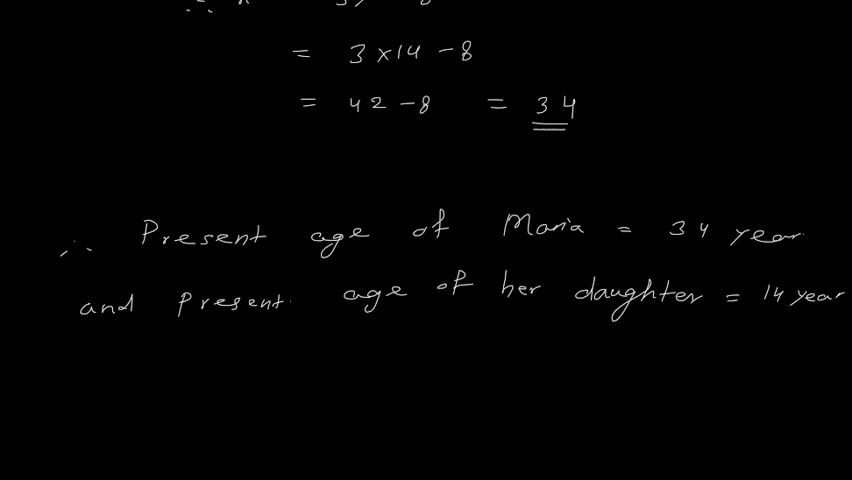 = 3 × 14 - 8
= 42 - 8 = 34
∴ Present age of Maria = 34 year
and present age of her daughter = 14 year